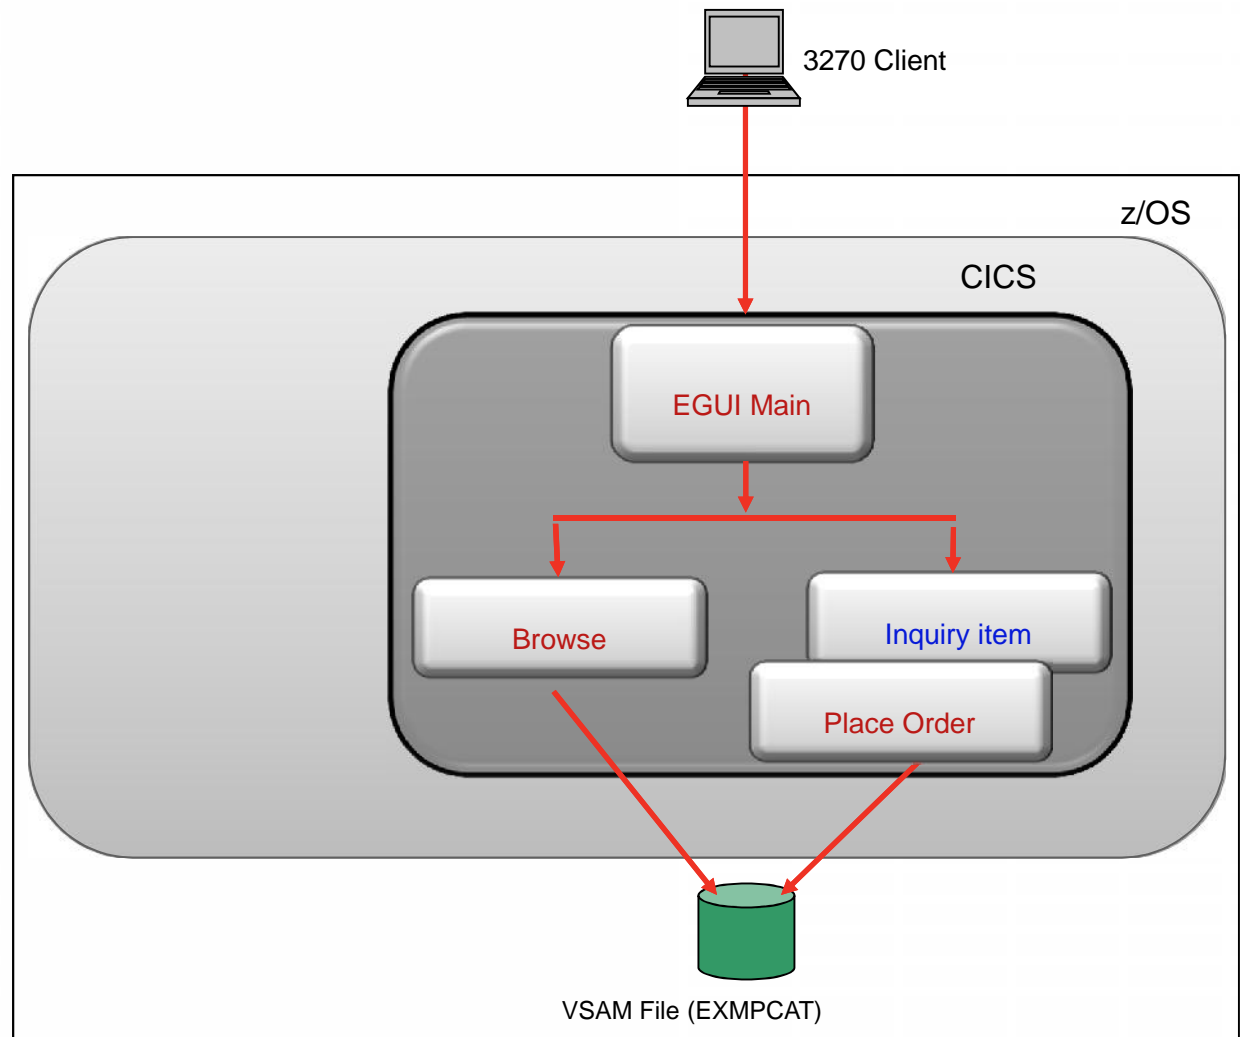 3270 Client
z/OS
CICS
EGUI Main
Browse
Inquiry item
Place Order
VSAM File (EXMPCAT)